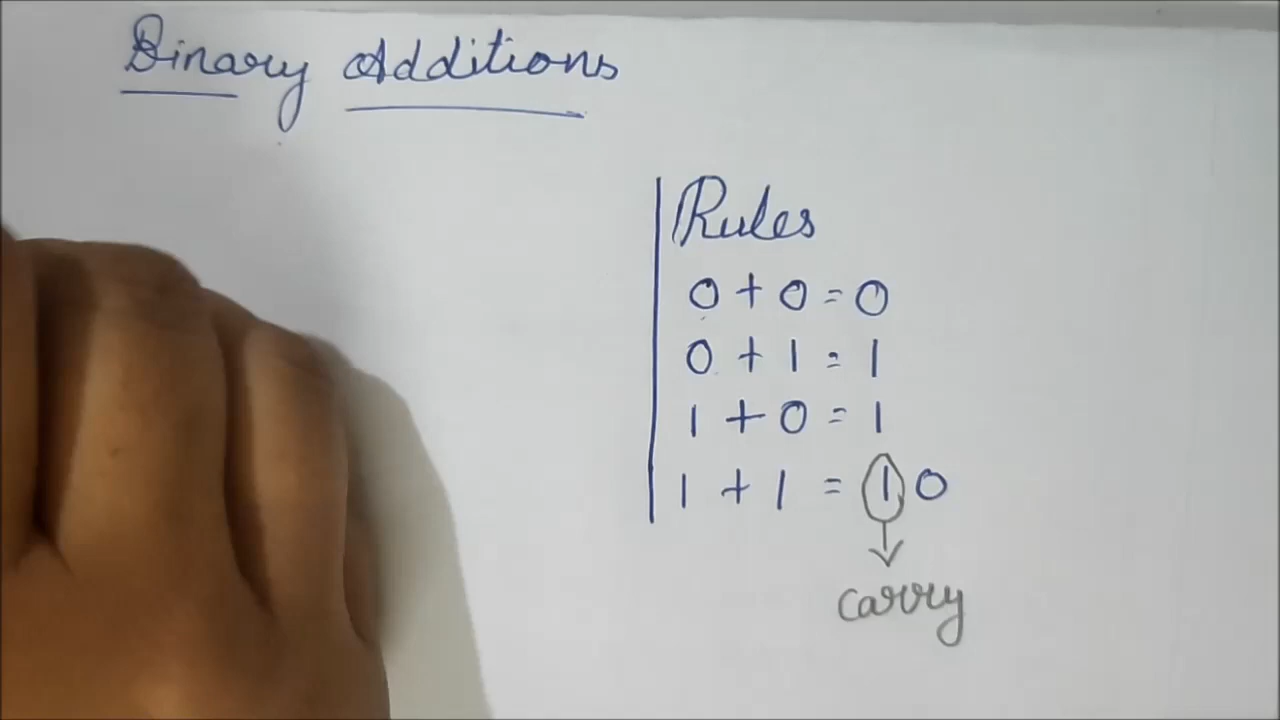 Binary Additions
Rules
0 + 0 = 0
0 + 1 = 1
1 + 0 = 1
1 + 1 = 10
carry